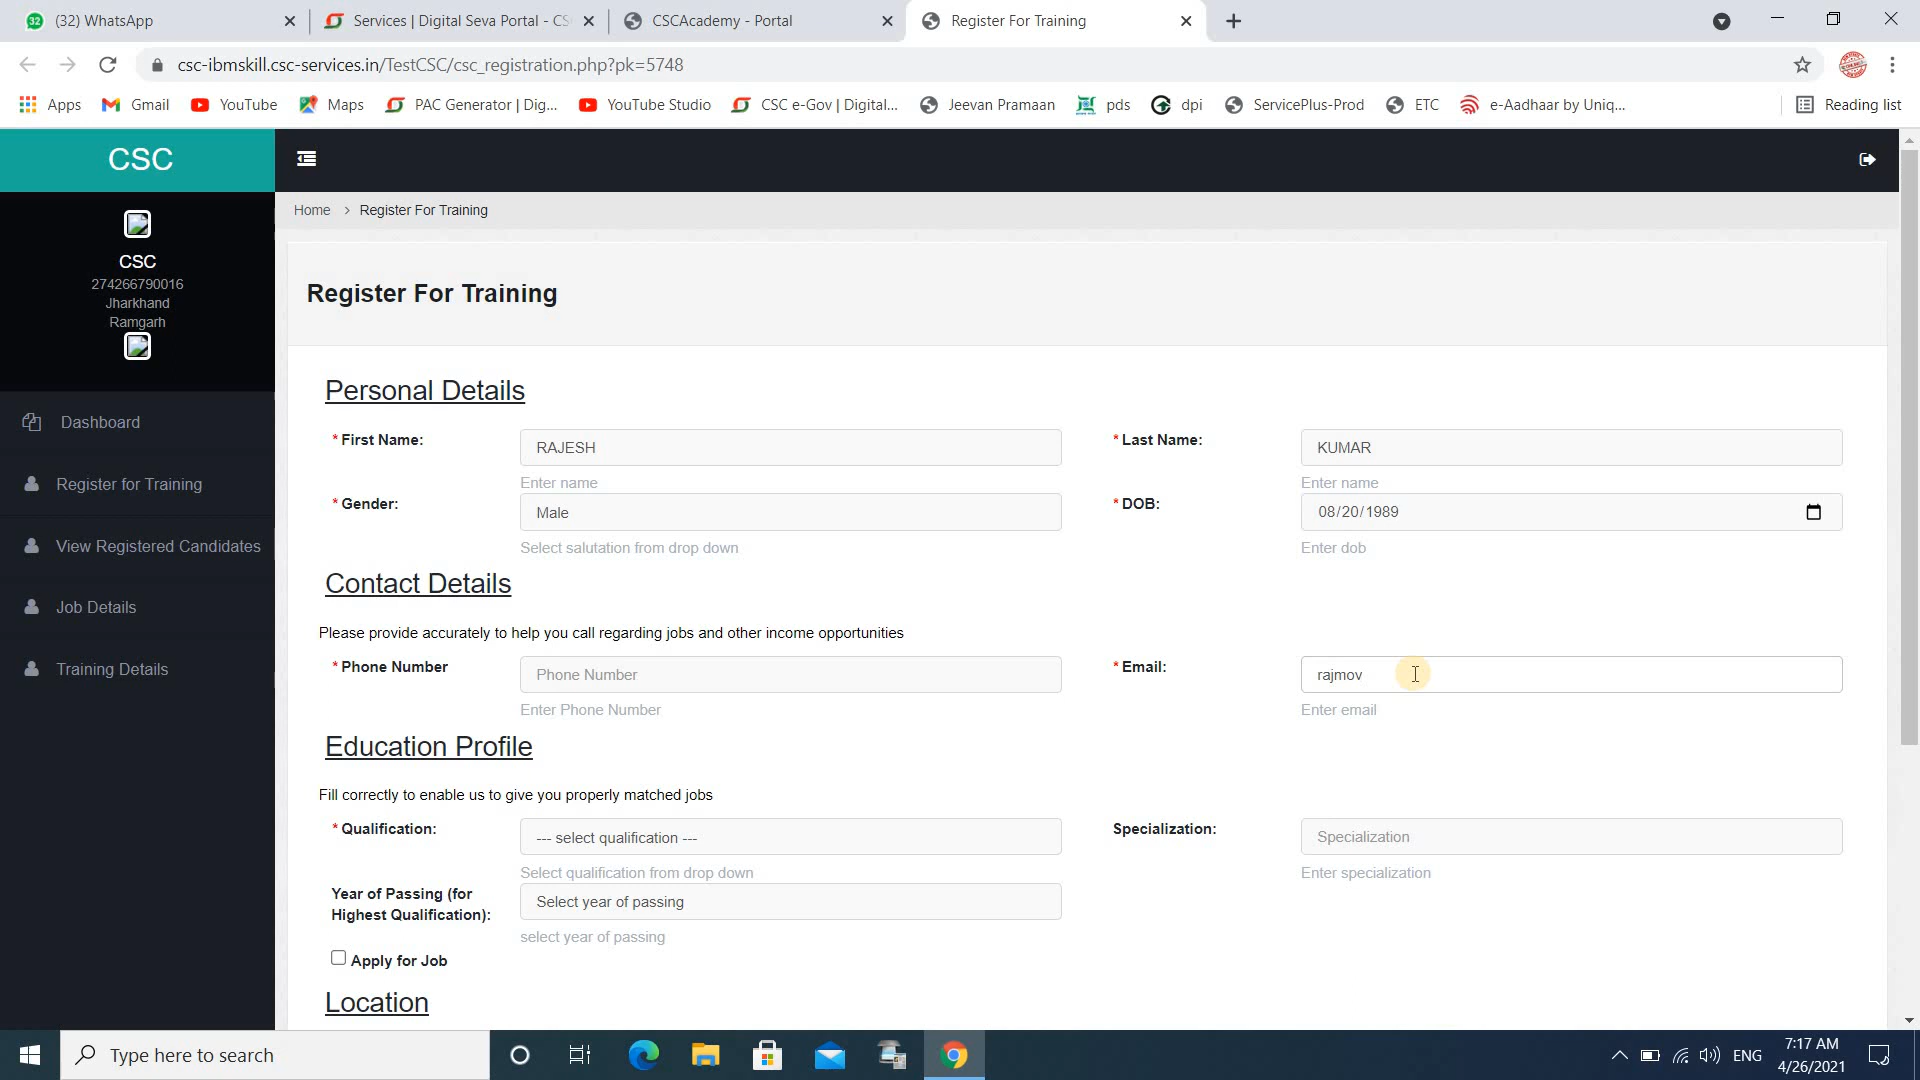 (32) WhatsApp
Services | Digital Seva Portal - CS
CSCAcademy - Portal
Register For Training
csc-ibmskill.csc-services.in/TestCSC/csc_registration.php?pk=5748
Apps
Gmail
YouTube
Maps
PAC Generator | Dig...
YouTube Studio
CSC e-Gov | Digital...
Jeevan Pramaan
pds
dpi
ServicePlus-Prod
ETC
e-Aadhaar by Uniq...
Reading list
CSC
CSC
274266790016
Jharkhand
Ramgarh
Dashboard
Register for Training
View Registered Candidates
Job Details
Training Details
Home > Register For Training
Register For Training
Personal Details
* First Name:
RAJESH
Enter name
* Last Name:
KUMAR
Enter name
* Gender:
Male
Select salutation from drop down
* DOB:
08/20/1989
Enter dob
Contact Details
Please provide accurately to help you call regarding jobs and other income opportunities
* Phone Number
Phone Number
Enter Phone Number
* Email:
rajmov
Enter email
Education Profile
Fill correctly to enable us to give you properly matched jobs
* Qualification:
--- select qualification ---
Select qualification from drop down
Specialization:
Specialization
Enter specialization
Year of Passing (for
Highest Qualification):
Select year of passing
select year of passing
Apply for Job
Location
Type here to search
ENG
7:17 AM
4/26/2021